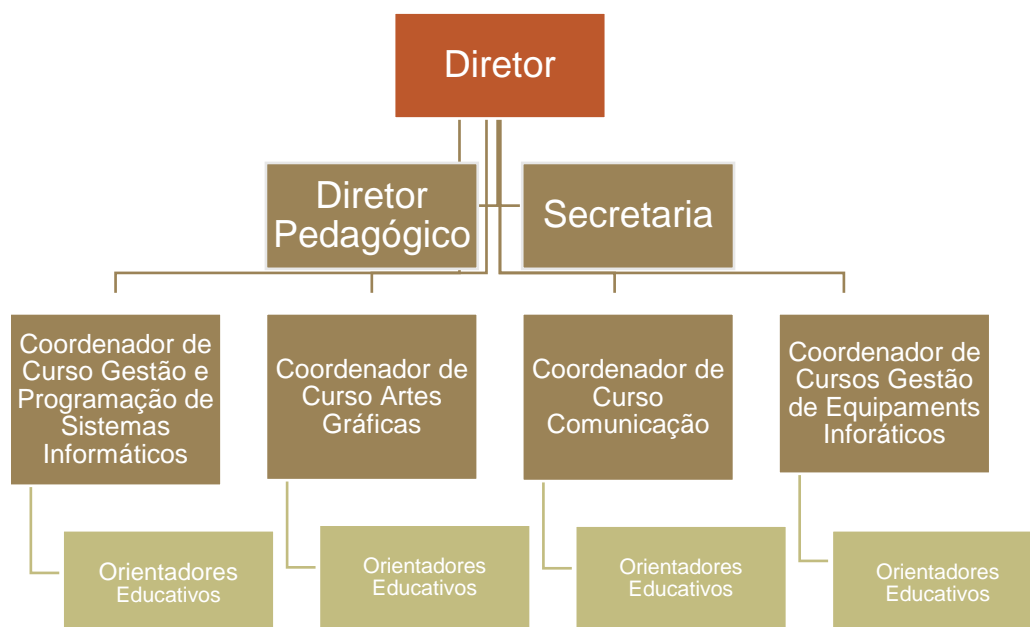 Diretor
Diretor
Pedagógico
Secretaria
Coordenador de
Curso Gestão e
Programação de
Sistemas
Informáticos
Coordenador de
Curso Artes
Gráficas
Coordenador de
Curso
Comunicação
Coordenador de
Cursos Gestão
de Equipaments
Inforáticos
Orientadores
Educativos
Orientadores
Educativos
Orientadores
Educativos
Orientadores
Educativos